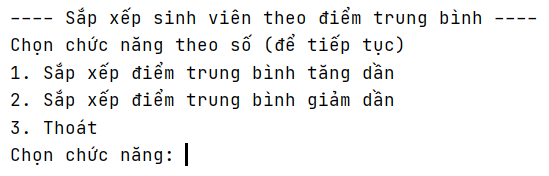 ---- Sắp xếp sinh viên theo điểm trung bình ----
Chọn chức năng theo số (để tiếp tục)
1. Sắp xếp điểm trung bình tăng dần
2. Sắp xếp điểm trung bình giảm dần
3. Thoát
Chọn chức năng: